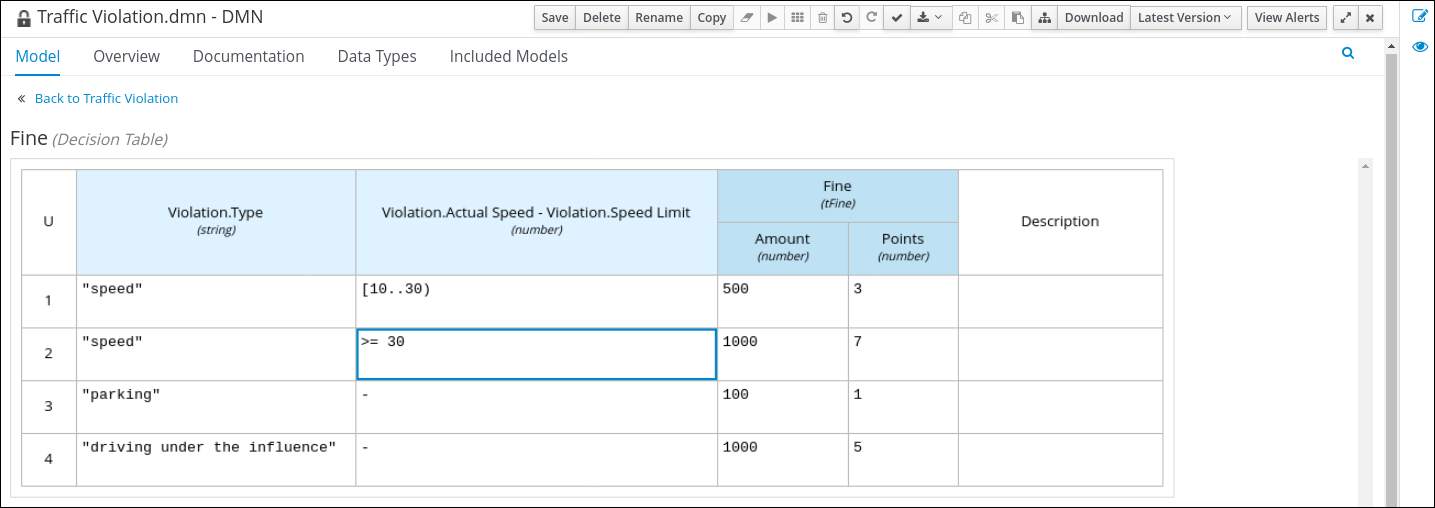 Traffic Violation.dmn - DMN
Save Delete Rename Copy Download Latest Version View Alerts
Model Overview Documentation Data Types Included Models
« Back to Traffic Violation
Fine (Decision Table)
U Violation.Type Violation.Actual Speed - Violation.Speed Limit Fine Description
(string) (number) (tFine)
Amount Points
(number) (number)
1 "speed" [10..30) 500 3
2 "speed" >= 30 1000 7
3 "parking" - 100 1
4 "driving under the influence" - 1000 5